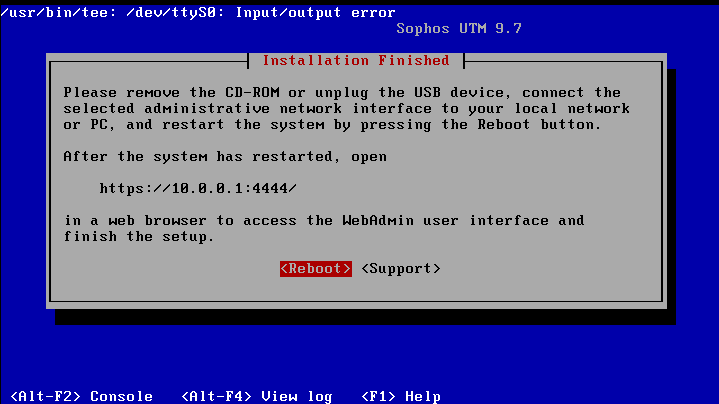 /usr/bin/tee: /dev/ttyS0: Input/output error
Sophos UTM 9.7
Installation Finished
Please remove the CD-ROM or unplug the USB device, connect the
selected administrative network interface to your local network
or PC, and restart the system by pressing the Reboot button.
After the system has restarted, open
https://10.0.0.1:4444/
in a web browser to access the WebAdmin user interface and
finish the setup.
<Reboot> <Support>
<Alt-F2> Console <Alt-F4> View log <F1> Help